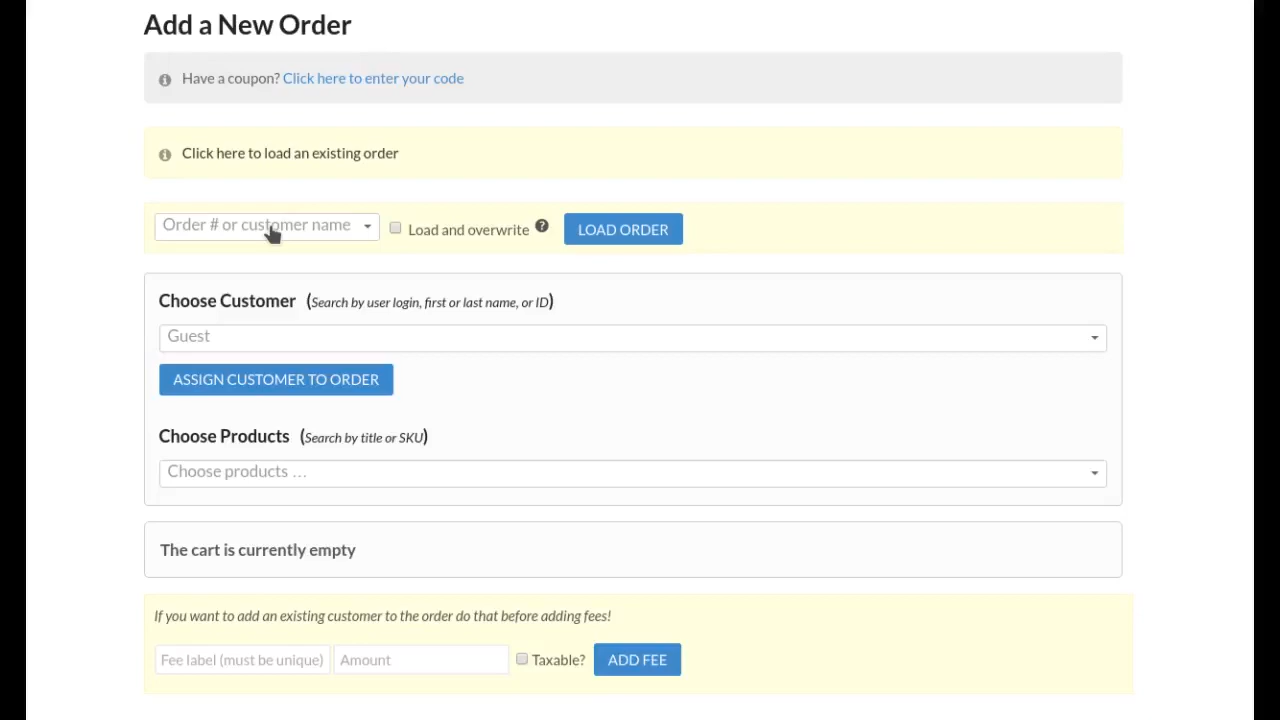 Add a New Order
Have a coupon? Click here to enter your code
Click here to load an existing order
Order # or customer name
Load and overwrite
?
LOAD ORDER
Choose Customer (Search by user login, first or last name, or ID)
Guest
ASSIGN CUSTOMER TO ORDER
Choose Products (Search by title or SKU)
Choose products …
The cart is currently empty
If you want to add an existing customer to the order do that before adding fees!
Fee label (must be unique)
Amount
Taxable?
ADD FEE